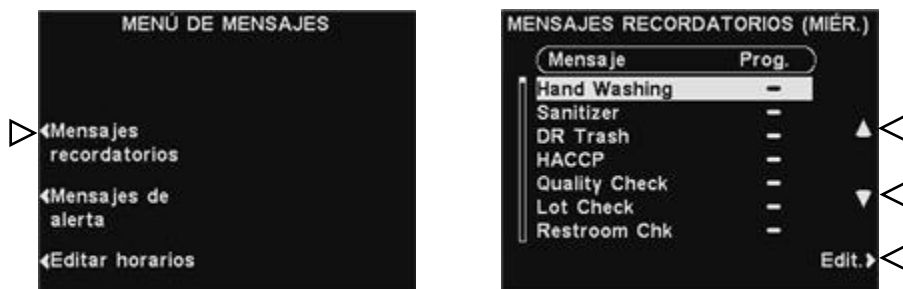 MENÚ DE MENSAJES
Mensajes
recordatorios
Mensajes de
alerta
Editar horarios
MENSAJES RECORDATORIOS (MIÉR.)
Mensaje Prog.
Hand Washing –
Sanitizer –
DR Trash –
HACCP –
Quality Check –
Lot Check –
Restroom Chk –
Edit.